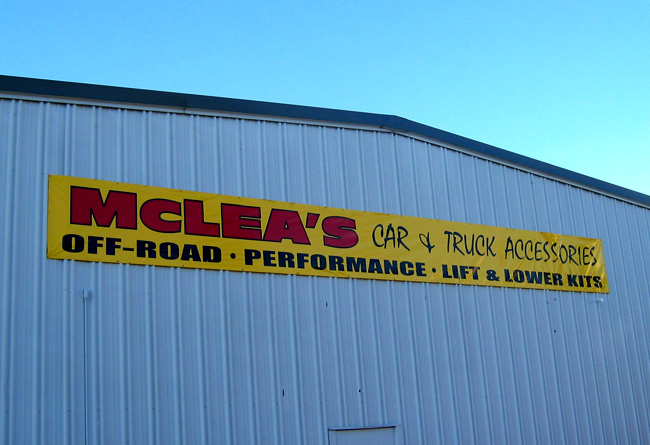 McLEA'S CAR & TRUCK ACCESSORIES
OFF-ROAD · PERFORMANCE · LIFT & LOWER KITS